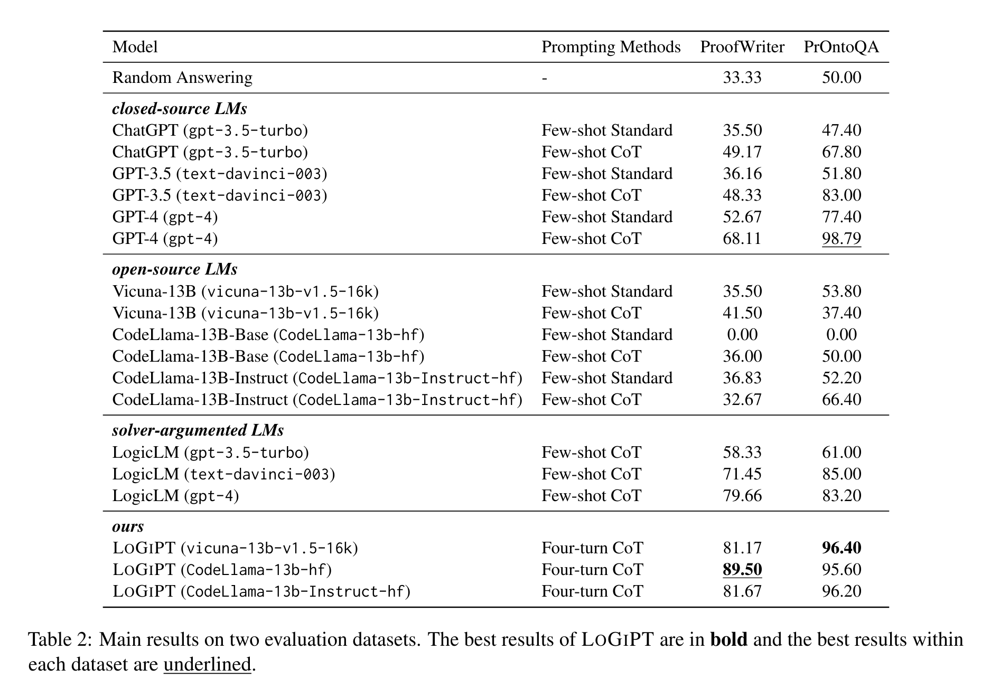 Model Prompting Methods ProofWriter PrOntoQA
Random Answering - 33.33 50.00
closed-source LMs
ChatGPT (gpt-3.5-turbo) Few-shot Standard 35.50 47.40
ChatGPT (gpt-3.5-turbo) Few-shot CoT 49.17 67.80
GPT-3.5 (text-davinci-003) Few-shot Standard 36.16 51.80
GPT-3.5 (text-davinci-003) Few-shot CoT 48.33 83.00
GPT-4 (gpt-4) Few-shot Standard 52.67 77.40
GPT-4 (gpt-4) Few-shot CoT 68.11 98.79
open-source LMs
Vicuna-13B (vicuna-13b-v1.5-16k) Few-shot Standard 35.50 53.80
Vicuna-13B (vicuna-13b-v1.5-16k) Few-shot CoT 41.50 37.40
CodeLlama-13B-Base (CodeLlama-13b-hf) Few-shot Standard 0.00 0.00
CodeLlama-13B-Base (CodeLlama-13b-hf) Few-shot CoT 36.00 50.00
CodeLlama-13B-Instruct (CodeLlama-13b-Instruct-hf) Few-shot Standard 36.83 52.20
CodeLlama-13B-Instruct (CodeLlama-13b-Instruct-hf) Few-shot CoT 32.67 66.40
solver-argumented LMs
LogicLM (gpt-3.5-turbo) Few-shot CoT 58.33 61.00
LogicLM (text-davinci-003) Few-shot CoT 71.45 85.00
LogicLM (gpt-4) Few-shot CoT 79.66 83.20
ours
LOGIPT (vicuna-13b-v1.5-16k) Four-turn CoT 81.17 96.40
LOGIPT (CodeLlama-13b-hf) Four-turn CoT 89.50 95.60
LOGIPT (CodeLlama-13b-Instruct-hf) Four-turn CoT 81.67 96.20
Table 2: Main results on two evaluation datasets. The best results of LOGIPT are in bold and the best results within
each dataset are underlined.